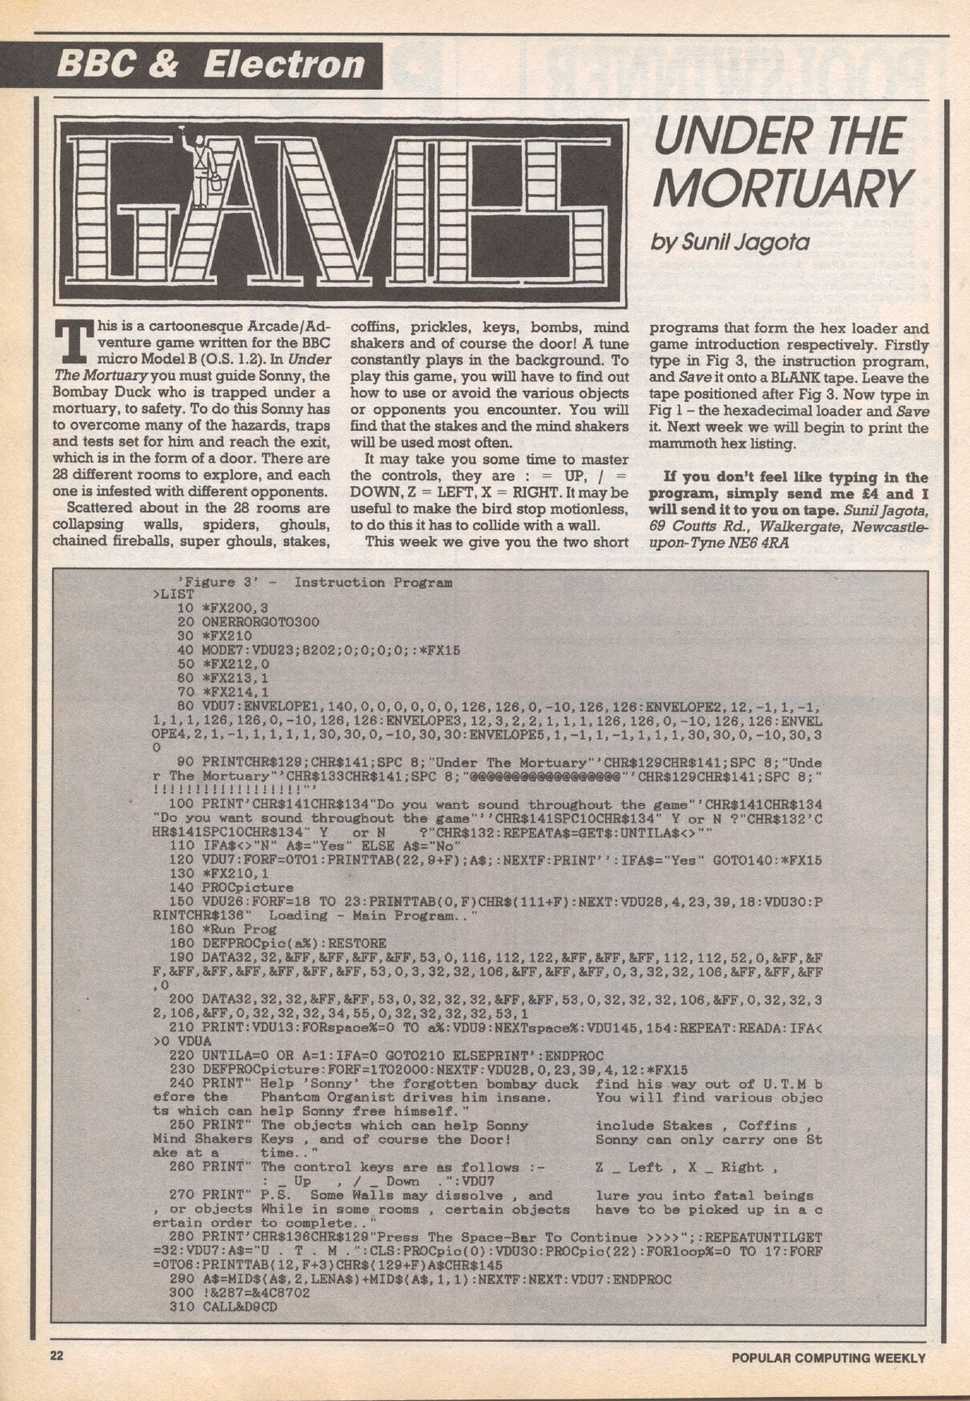 BBC & Electron
GAMES
UNDER THE
MORTUARY
by Sunil Jagota
This is a cartoonesque Arcade/Ad-
venture game written for the BBC
micro Model B (O.S. 1.2). In Under
The Mortuary you must guide Sonny, the
Bombay Duck who is trapped under a
mortuary, to safety. To do this Sonny has
to overcome many of the hazards, traps
and tests set for him and reach the exit,
which is in the form of a door. There are
28 different rooms to explore, and each
one is infested with different opponents.
Scattered about in the 28 rooms are
collapsing walls, spiders, ghouls,
chained fireballs, super ghouls, stakes,
coffins, prickles, keys, bombs, mind
shakers and of course the door! A tune
constantly plays in the background. To
play this game, you will have to find out
how to use or avoid the various objects
or opponents you encounter. You will
find that the stakes and the mind shakers
will be used most often.
It may take you some time to master
the controls, they are : = UP, / =
DOWN, Z = LEFT, X = RIGHT. It may be
useful to make the bird stop motionless,
to do this it has to collide with a wall.
This week we give you the two short
programs that form the hex loader and
game introduction respectively. Firstly
type in Fig 3, the instruction program,
and Save it onto a BLANK tape. Leave the
tape positioned after Fig 3. Now type in
Fig 1 – the hexadecimal loader and Save
it. Next week we will begin to print the
mammoth hex listing.
If you don't feel like typing in the
program, simply send me £4 and I
will send it to you on tape. Sunil Jagota,
69 Coutts Rd., Walkergate, Newcastle-
upon-Tyne NE6 4RA
'Figure 3' - Instruction Program
>LIST
10 *FX200,3
20 ONERRORGOTO300
30 *FX210
40 MODE7:VDU23;8202;0;0;0;0;:*FX15
50 *FX212,0
60 *FX213,1
70 *FX214,1
80 VDU7:ENVELOPE1,140,0,0,0,0,0,0,126,126,0,-10,126,126:ENVELOPE2,12,-1,1,-1,
1,1,1,126,126,0,-10,126,126:ENVELOPE3,12,3,2,2,1,1,1,126,126,0,-10,126,126:ENVEL
OPE4,2,1,-1,1,1,1,1,30,30,0,-10,30,30:ENVELOPE5,1,-1,1,-1,1,1,1,30,30,0,-10,30,3
0
90 PRINTCHR$129;CHR$141;SPC 8;"Under The Mortuary"'CHR$129CHR$141;SPC 8;"Unde
r The Mortuary"'CHR$133CHR$141;SPC 8;"@@@@@@@@@@@@@@@@@@"'CHR$129CHR$141;SPC 8;"
!!!!!!!!!!!!!!!!!!"'
100 PRINT'CHR$141CHR$134"Do you want sound throughout the game"'CHR$141CHR$134
"Do you want sound throughout the game"''CHR$141SPC10CHR$134" Y or N ?"CHR$132'C
HR$141SPC10CHR$134" Y or N ?"CHR$132:REPEATA$=GET$:UNTILA$<>""
110 IFA$<>"N" A$="Yes" ELSE A$="No"
120 VDU7:FORF=0TO1:PRINTTAB(22,9+F);A$;:NEXTF:PRINT'':IFA$="Yes" GOTO140:*FX15
130 *FX210,1
140 PROCpicture
150 VDU26:FORF=18 TO 23:PRINTTAB(0,F)CHR$(111+F):NEXT:VDU28,4,23,39,18:VDU30:P
RINTCHR$136" Loading - Main Program.."
160 *Run Prog
180 DEFPROCpic(a%):RESTORE
190 DATA32,32,&FF,&FF,&FF,&FF,53,0,116,112,122,&FF,&FF,&FF,112,112,52,0,&FF,&F
F,&FF,&FF,&FF,&FF,&FF,53,0,3,32,32,106,&FF,&FF,&FF,0,3,32,32,106,&FF,&FF,&FF
,0
200 DATA32,32,32,&FF,&FF,53,0,32,32,32,&FF,&FF,53,0,32,32,32,106,&FF,0,32,32,3
2,106,&FF,0,32,32,32,34,55,0,32,32,32,32,53,1
210 PRINT:VDU13:FORspace%=0 TO a%:VDU9:NEXTspace%:VDU145,154:REPEAT:READA:IFA<
>0 VDUA
220 UNTILA=0 OR A=1:IFA=0 GOTO210 ELSEPRINT':ENDPROC
230 DEFPROCpicture:FORF=1TO2000:NEXTF:VDU28,0,23,39,4,12:*FX15
240 PRINT" Help 'Sonny' the forgotten bombay duck find his way out of U.T.M b
efore the Phantom Organist drives him insane. You will find various objec
ts which can help Sonny free himself."
250 PRINT" The objects which can help Sonny include Stakes , Coffins ,
Mind Shakers Keys , and of course the Door! Sonny can only carry one St
ake at a time.."
260 PRINT" The control keys are as follows :- Z _ Left , X _ Right ,
: _ Up , / _ Down .":VDU7
270 PRINT" P.S. Some Walls may dissolve , and lure you into fatal beings
, or objects While in some rooms , certain objects have to be picked up in a c
ertain order to complete.."
280 PRINT'CHR$136CHR$129"Press The Space-Bar To Continue >>>>";:REPEATUNTILGET
=32:VDU7:A$="U . T . M .":CLS:PROCpic(0):VDU30:PROCpic(22):FORloop%=0 TO 17:FORF
=0TO6:PRINTTAB(12,F+3)CHR$(129+F)A$CHR$145
290 A$=MID$(A$,2,LENA$)+MID$(A$,1,1):NEXTF:NEXT:VDU7:ENDPROC
300 !&287=&4C8702
310 CALL&D9CD
22
POPULAR COMPUTING WEEKLY